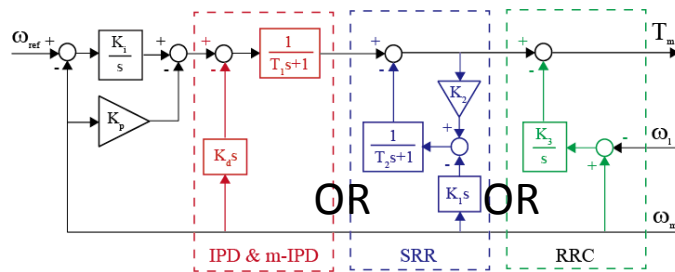 ω_ref + - K_i/s + - + - 1/(T_1s+1) + - + - T_m
K_p
K_2
+
K_ds
1/(T_2s+1)
-
K_3/s
- ω_l
+
K_1s
OR OR
ω_m
IPD & m-IPD SRR RRC